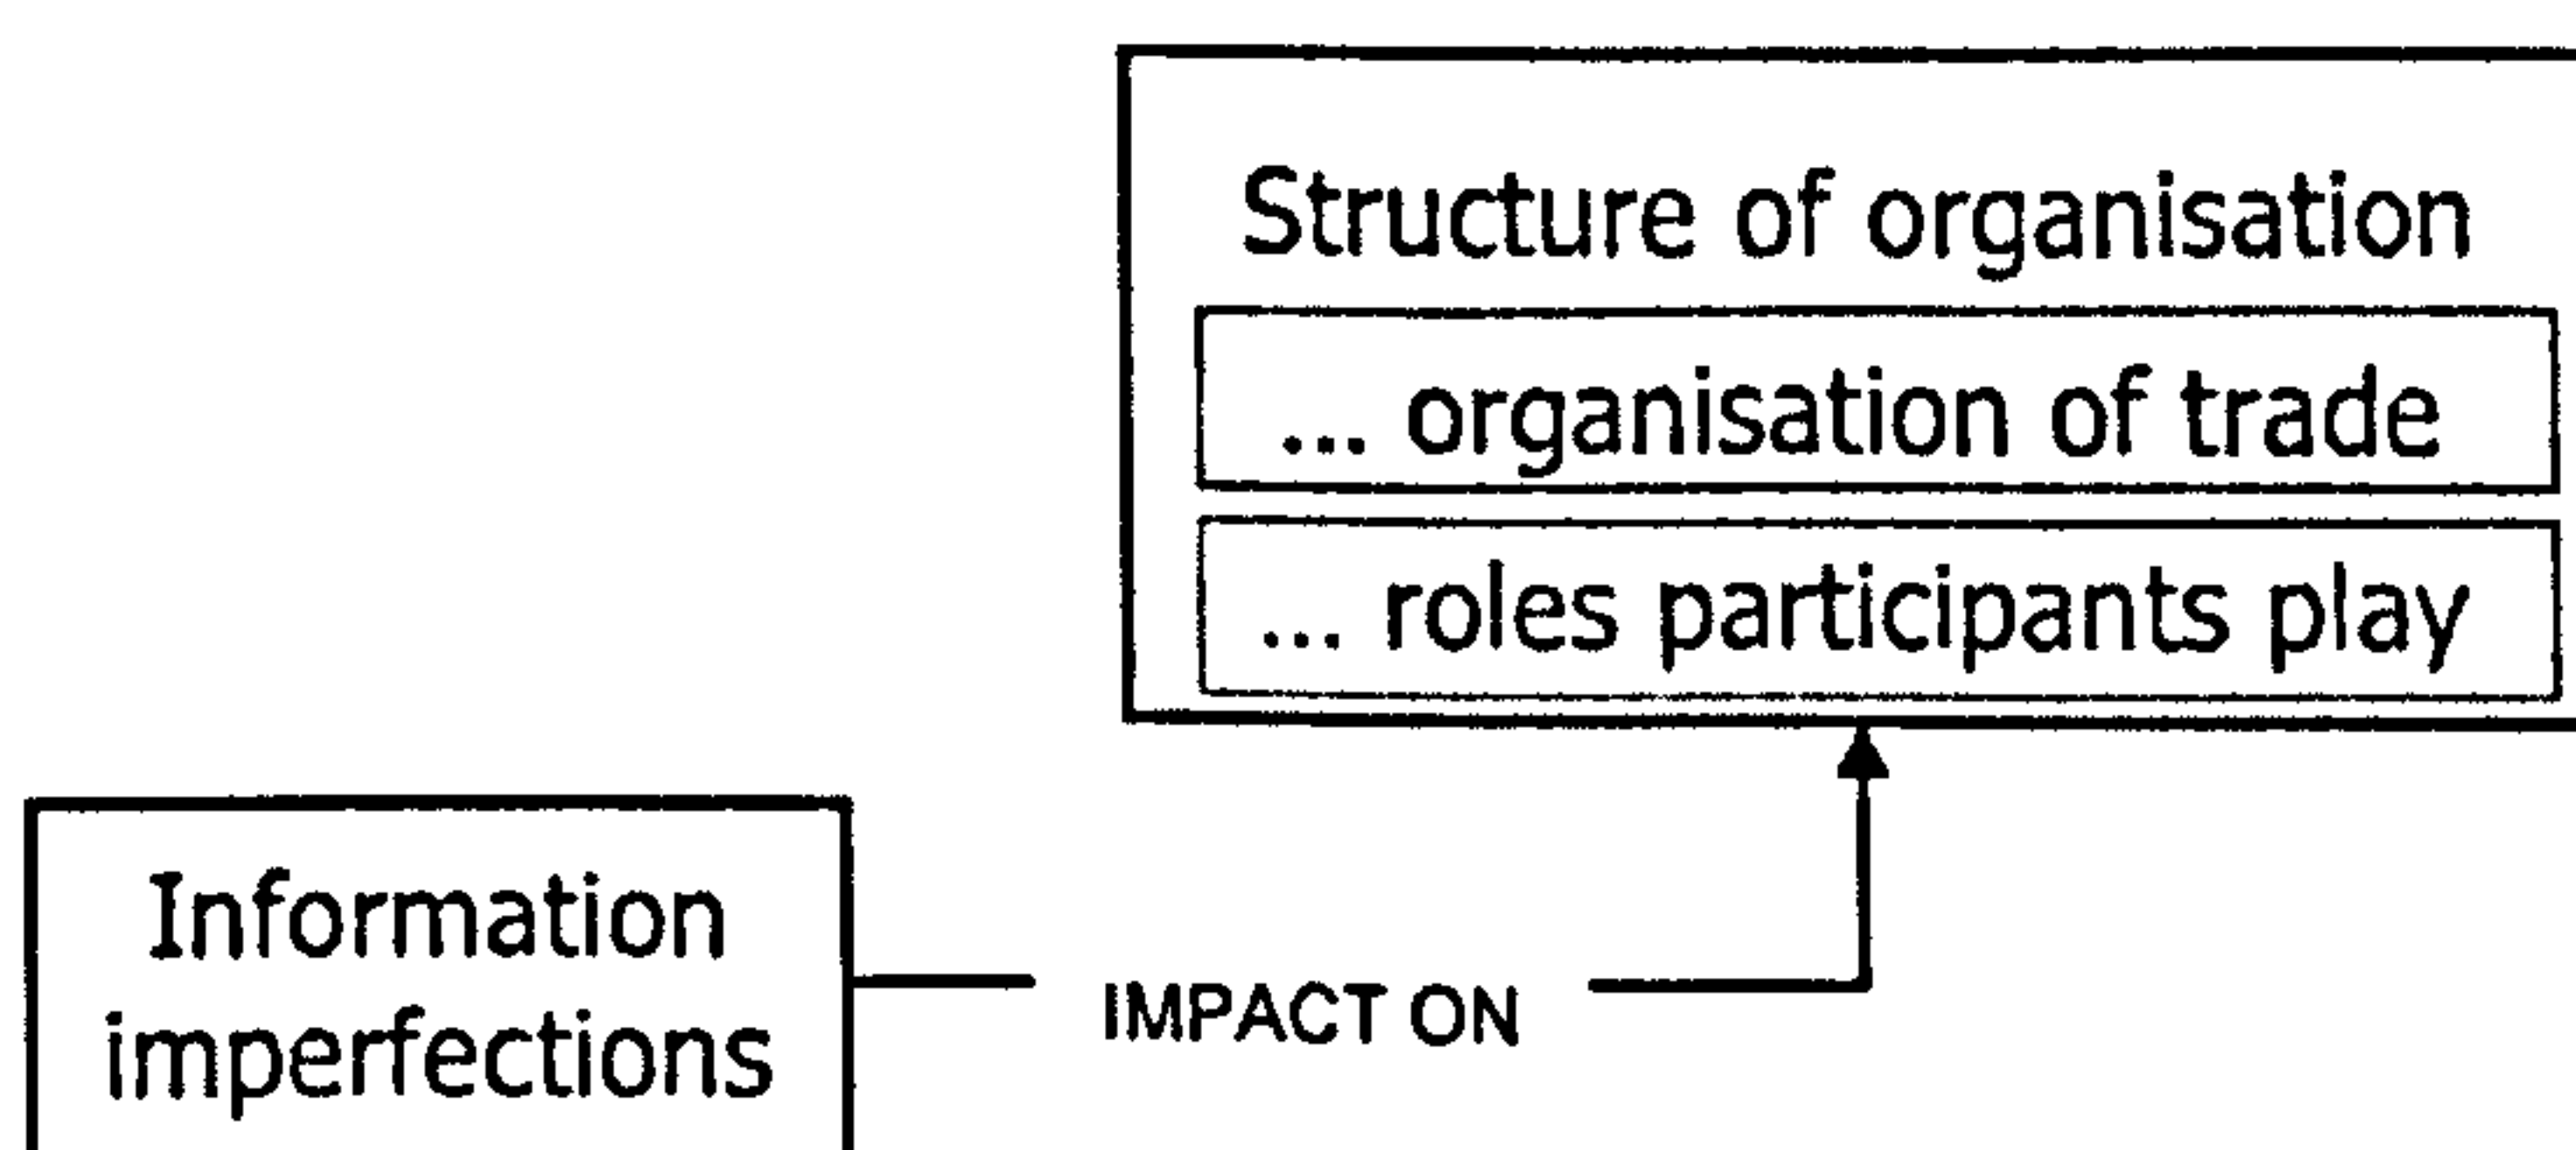 Structure of organisation
... organisation of trade
... roles participants play
Information
imperfections
IMPACT ON